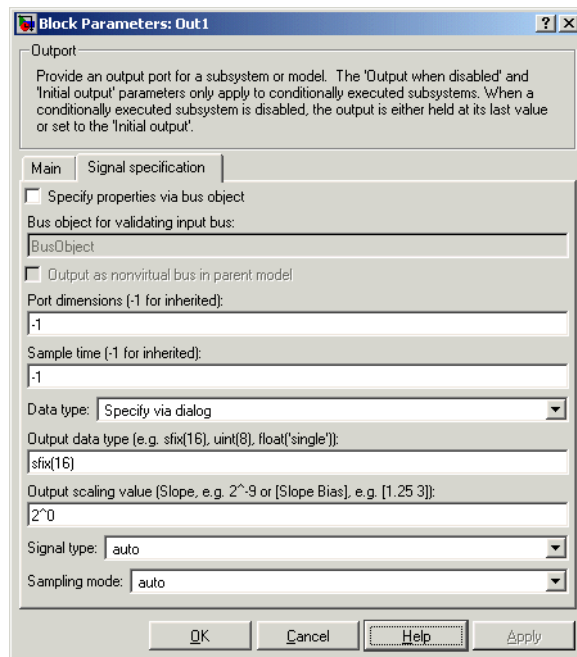 Block Parameters: Out1
Outport
Provide an output port for a subsystem or model. The 'Output when disabled' and
'Initial output' parameters only apply to conditionally executed subsystems. When a
conditionally executed subsystem is disabled, the output is either held at its last value
or set to the 'Initial output'.
Main Signal specification
Specify properties via bus object
Bus object for validating input bus:
BusObject
Output as nonvirtual bus in parent model
Port dimensions (-1 for inherited):
-1
Sample time (-1 for inherited):
-1
Data type: Specify via dialog
Output data type (e.g. sfix(16), uint(8), float('single')):
sfix(16)
Output scaling value (Slope, e.g. 2^-9 or [Slope Bias], e.g. [1.25 3]):
2^0
Signal type: auto
Sampling mode: auto
OK Cancel Help Apply